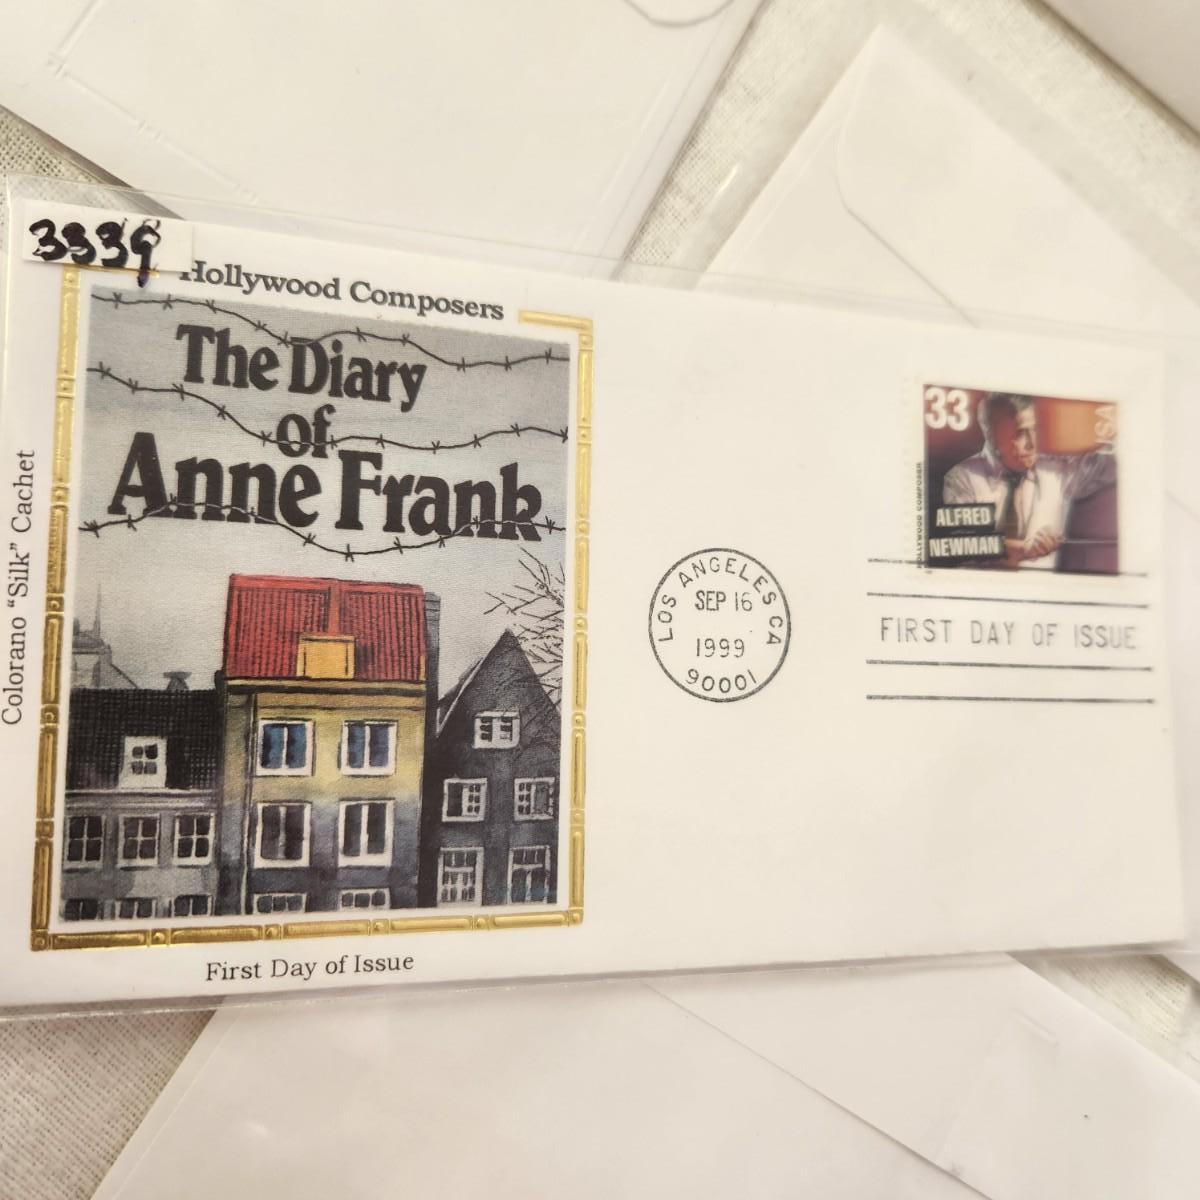 3339
Hollywood Composers
The Diary
of
Anne Frank
Colorano "Silk" Cachet
First Day of Issue
LOS ANGELES CA
SEP 16
1999
90001
33
USA
HOLLYWOOD COMPOSER
ALFRED
NEWMAN
FIRST DAY OF ISSUE